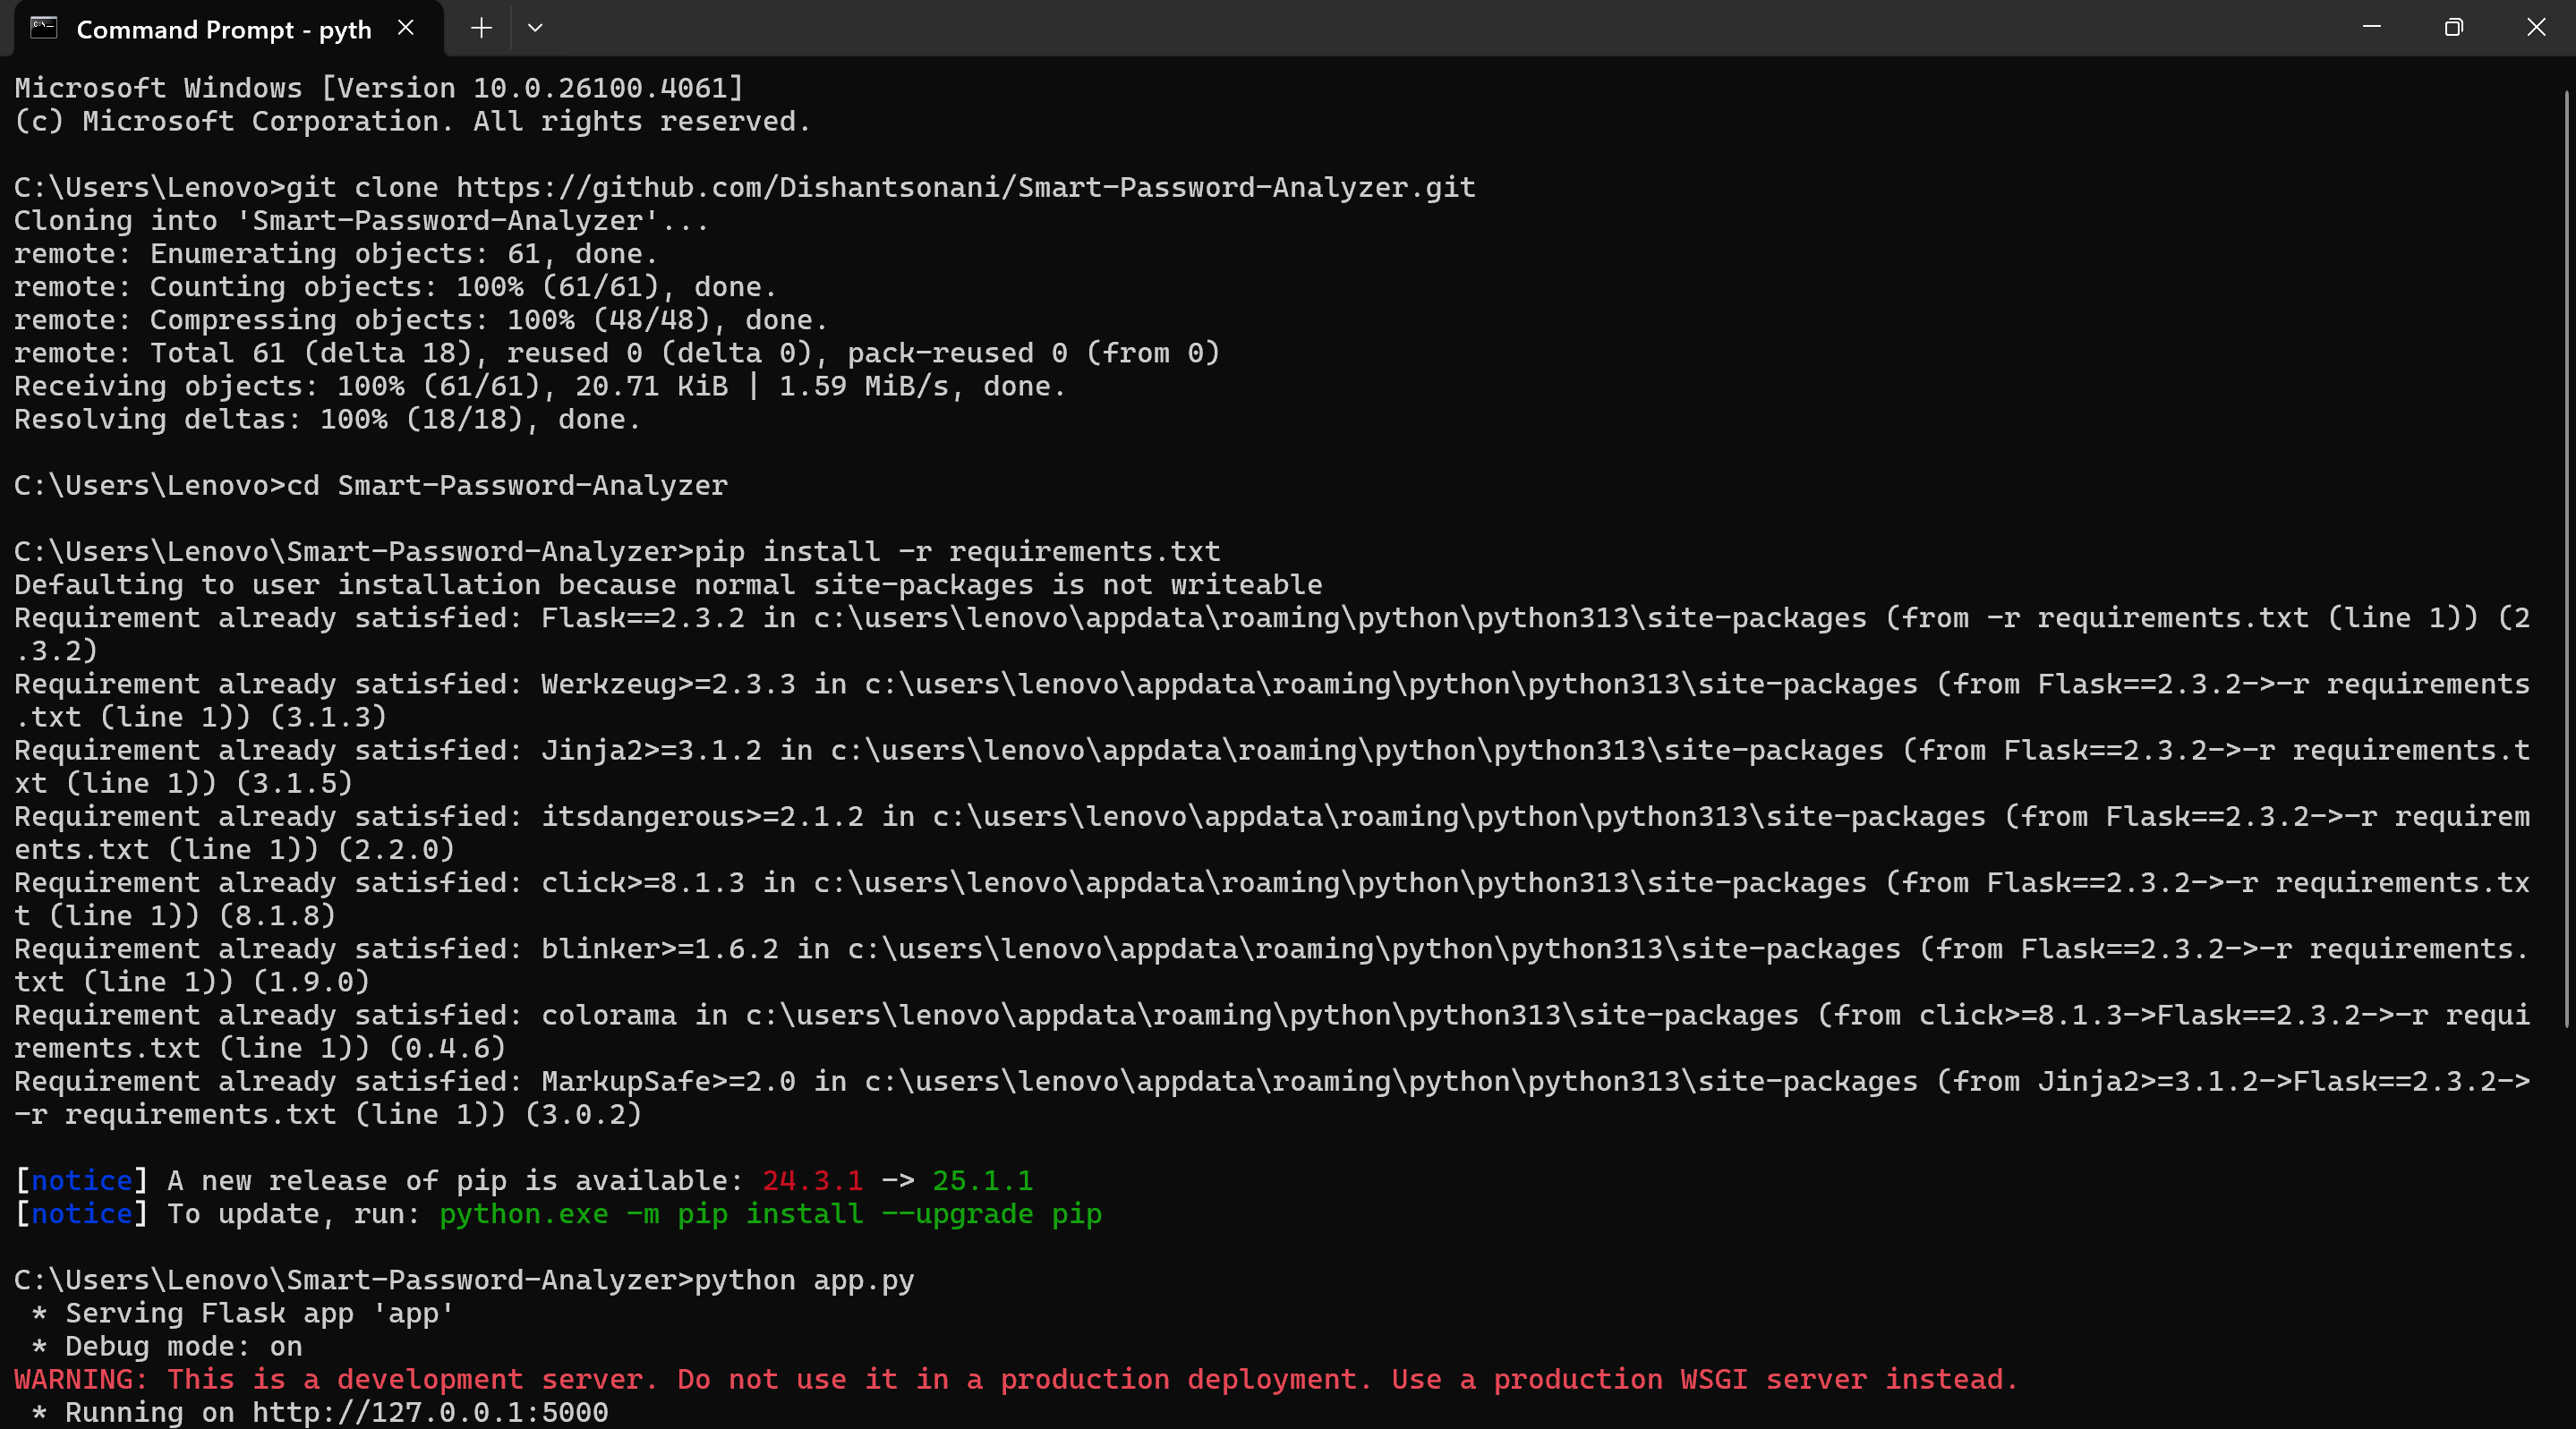 Command Prompt - pyth
Microsoft Windows [Version 10.0.26100.4061]
(c) Microsoft Corporation. All rights reserved.
C:\Users\Lenovo>git clone https://github.com/Dishantsonani/Smart-Password-Analyzer.git
Cloning into 'Smart-Password-Analyzer'...
remote: Enumerating objects: 61, done.
remote: Counting objects: 100% (61/61), done.
remote: Compressing objects: 100% (48/48), done.
remote: Total 61 (delta 18), reused 0 (delta 0), pack-reused 0 (from 0)
Receiving objects: 100% (61/61), 20.71 KiB | 1.59 MiB/s, done.
Resolving deltas: 100% (18/18), done.
C:\Users\Lenovo>cd Smart-Password-Analyzer
C:\Users\Lenovo\Smart-Password-Analyzer>pip install -r requirements.txt
Defaulting to user installation because normal site-packages is not writeable
Requirement already satisfied: Flask==2.3.2 in c:\users\lenovo\appdata\roaming\python\python313\site-packages (from -r requirements.txt (line 1)) (2
.3.2)
Requirement already satisfied: Werkzeug>=2.3.3 in c:\users\lenovo\appdata\roaming\python\python313\site-packages (from Flask==2.3.2->-r requirements
.txt (line 1)) (3.1.3)
Requirement already satisfied: Jinja2>=3.1.2 in c:\users\lenovo\appdata\roaming\python\python313\site-packages (from Flask==2.3.2->-r requirements.t
xt (line 1)) (3.1.5)
Requirement already satisfied: itsdangerous>=2.1.2 in c:\users\lenovo\appdata\roaming\python\python313\site-packages (from Flask==2.3.2->-r requirem
ents.txt (line 1)) (2.2.0)
Requirement already satisfied: click>=8.1.3 in c:\users\lenovo\appdata\roaming\python\python313\site-packages (from Flask==2.3.2->-r requirements.tx
t (line 1)) (8.1.8)
Requirement already satisfied: blinker>=1.6.2 in c:\users\lenovo\appdata\roaming\python\python313\site-packages (from Flask==2.3.2->-r requirements.
txt (line 1)) (1.9.0)
Requirement already satisfied: colorama in c:\users\lenovo\appdata\roaming\python\python313\site-packages (from click>=8.1.3->Flask==2.3.2->-r requi
rements.txt (line 1)) (0.4.6)
Requirement already satisfied: MarkupSafe>=2.0 in c:\users\lenovo\appdata\roaming\python\python313\site-packages (from Jinja2>=3.1.2->Flask==2.3.2->
-r requirements.txt (line 1)) (3.0.2)
[notice] A new release of pip is available: 24.3.1 -> 25.1.1
[notice] To update, run: python.exe -m pip install --upgrade pip
C:\Users\Lenovo\Smart-Password-Analyzer>python app.py
* Serving Flask app 'app'
* Debug mode: on
WARNING: This is a development server. Do not use it in a production deployment. Use a production WSGI server instead.
* Running on http://127.0.0.1:5000